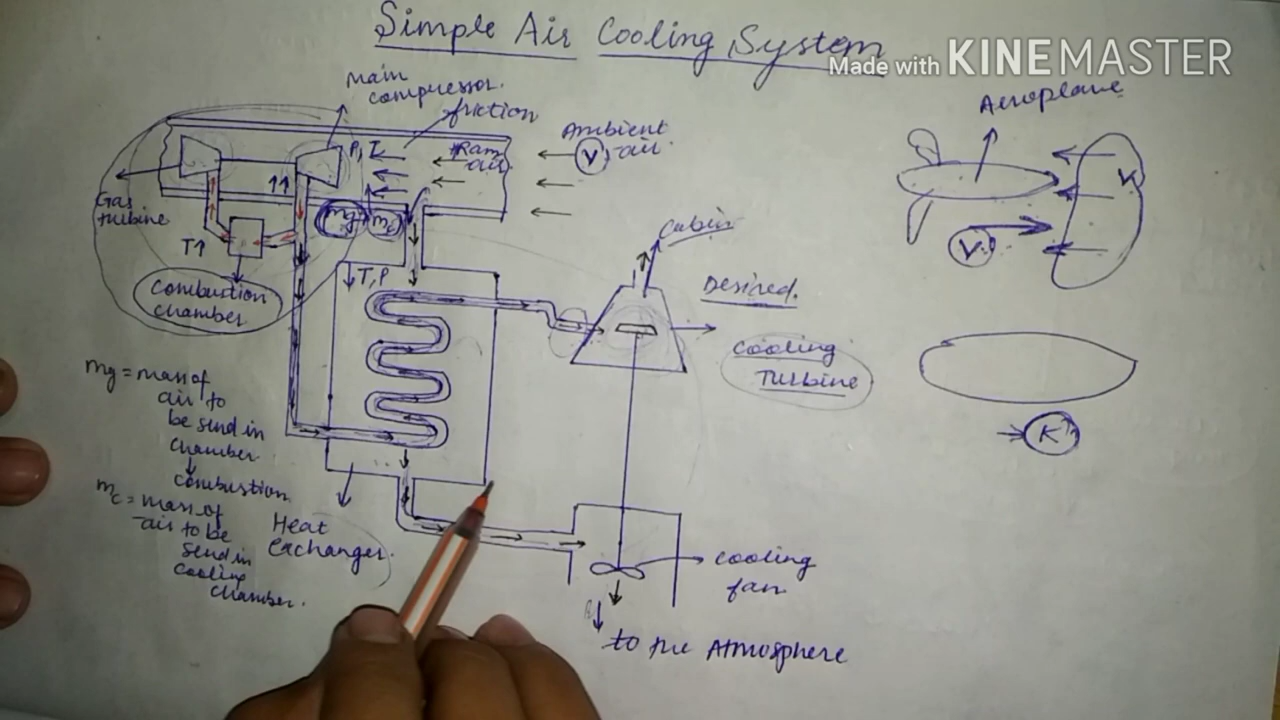 Simple Air Cooling System
Made with KINEMASTER
Main
compressor.
friction
Ambient
air.
V
Ram
air
P, T
Gas
turbine
T↑
Combustion
chamber
mg
mc
↓T, P
Cabin
Desired.
Cooling
Turbine
Aeroplane
V
V
K
mg = mass of
air to
be send in
chamber.
↓
combustion
mc = mass of
air to be
send in
cooling
chamber.
Heat
exchanger.
cooling
fan
to the Atmosphere